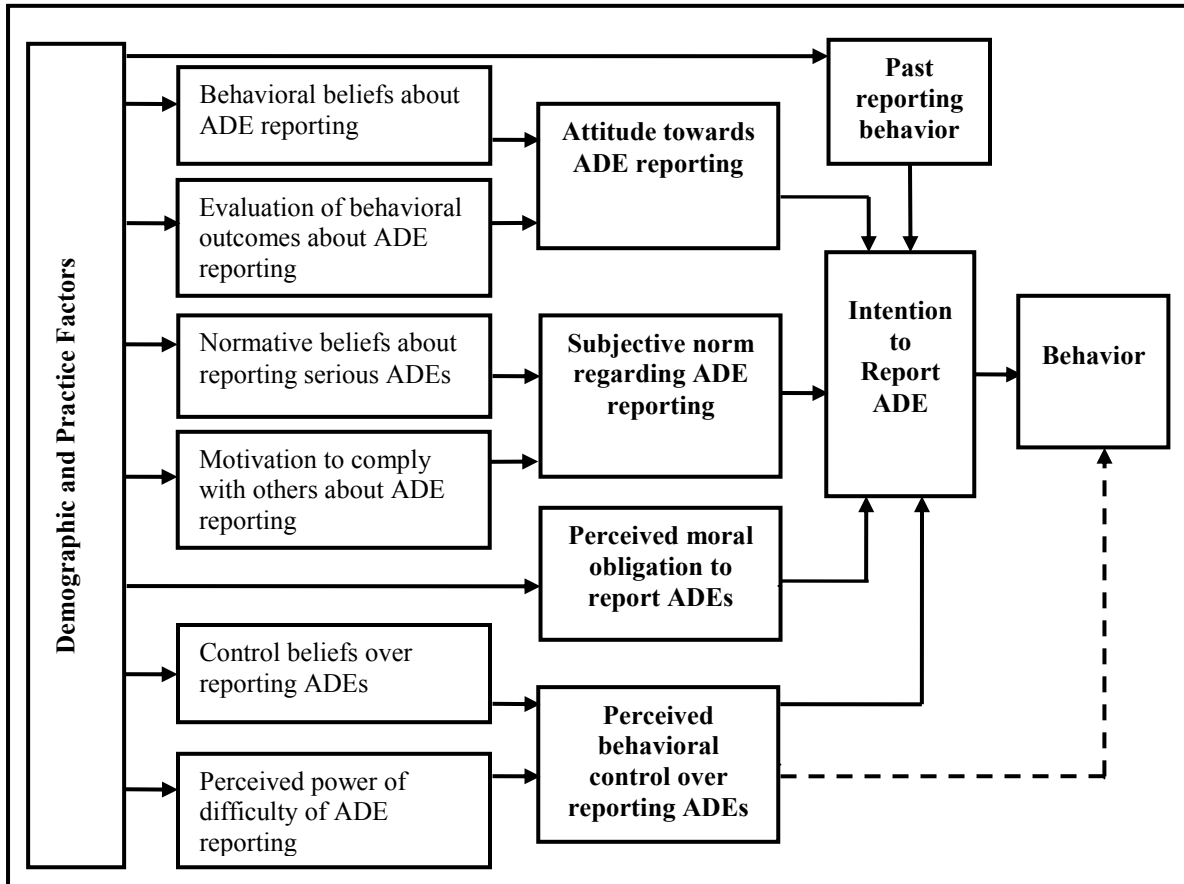 Demographic and Practice Factors
Behavioral beliefs about
ADE reporting
Evaluation of behavioral
outcomes about ADE
reporting
Normative beliefs about
reporting serious ADEs
Motivation to comply
with others about ADE
reporting
Control beliefs over
reporting ADEs
Perceived power of
difficulty of ADE
reporting
Attitude towards
ADE reporting
Subjective norm
regarding ADE
reporting
Perceived moral
obligation to
report ADEs
Perceived
behavioral
control over
reporting ADEs
Past
reporting
behavior
Intention
to
Report
ADE
Behavior